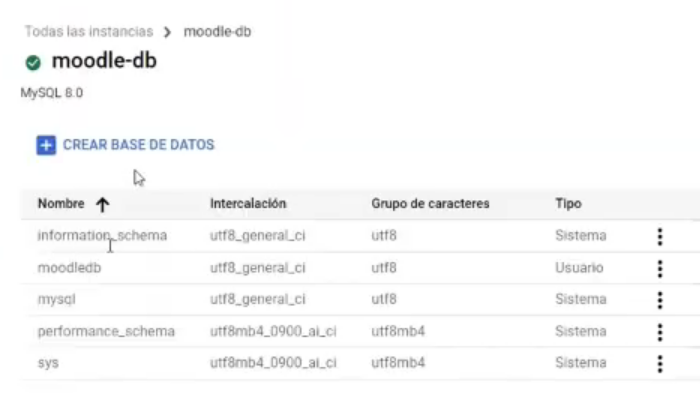 Todas las instancias > moodle-db
moodle-db
MySQL 8.0
CREAR BASE DE DATOS
Nombre Intercalación Grupo de caracteres Tipo
information_schema utf8_general_ci utf8 Sistema
moodledb utf8_general_ci utf8 Usuario
mysql utf8_general_ci utf8 Sistema
performance_schema utf8mb4_0900_ai_ci utf8mb4 Sistema
sys utf8mb4_0900_ai_ci utf8mb4 Sistema